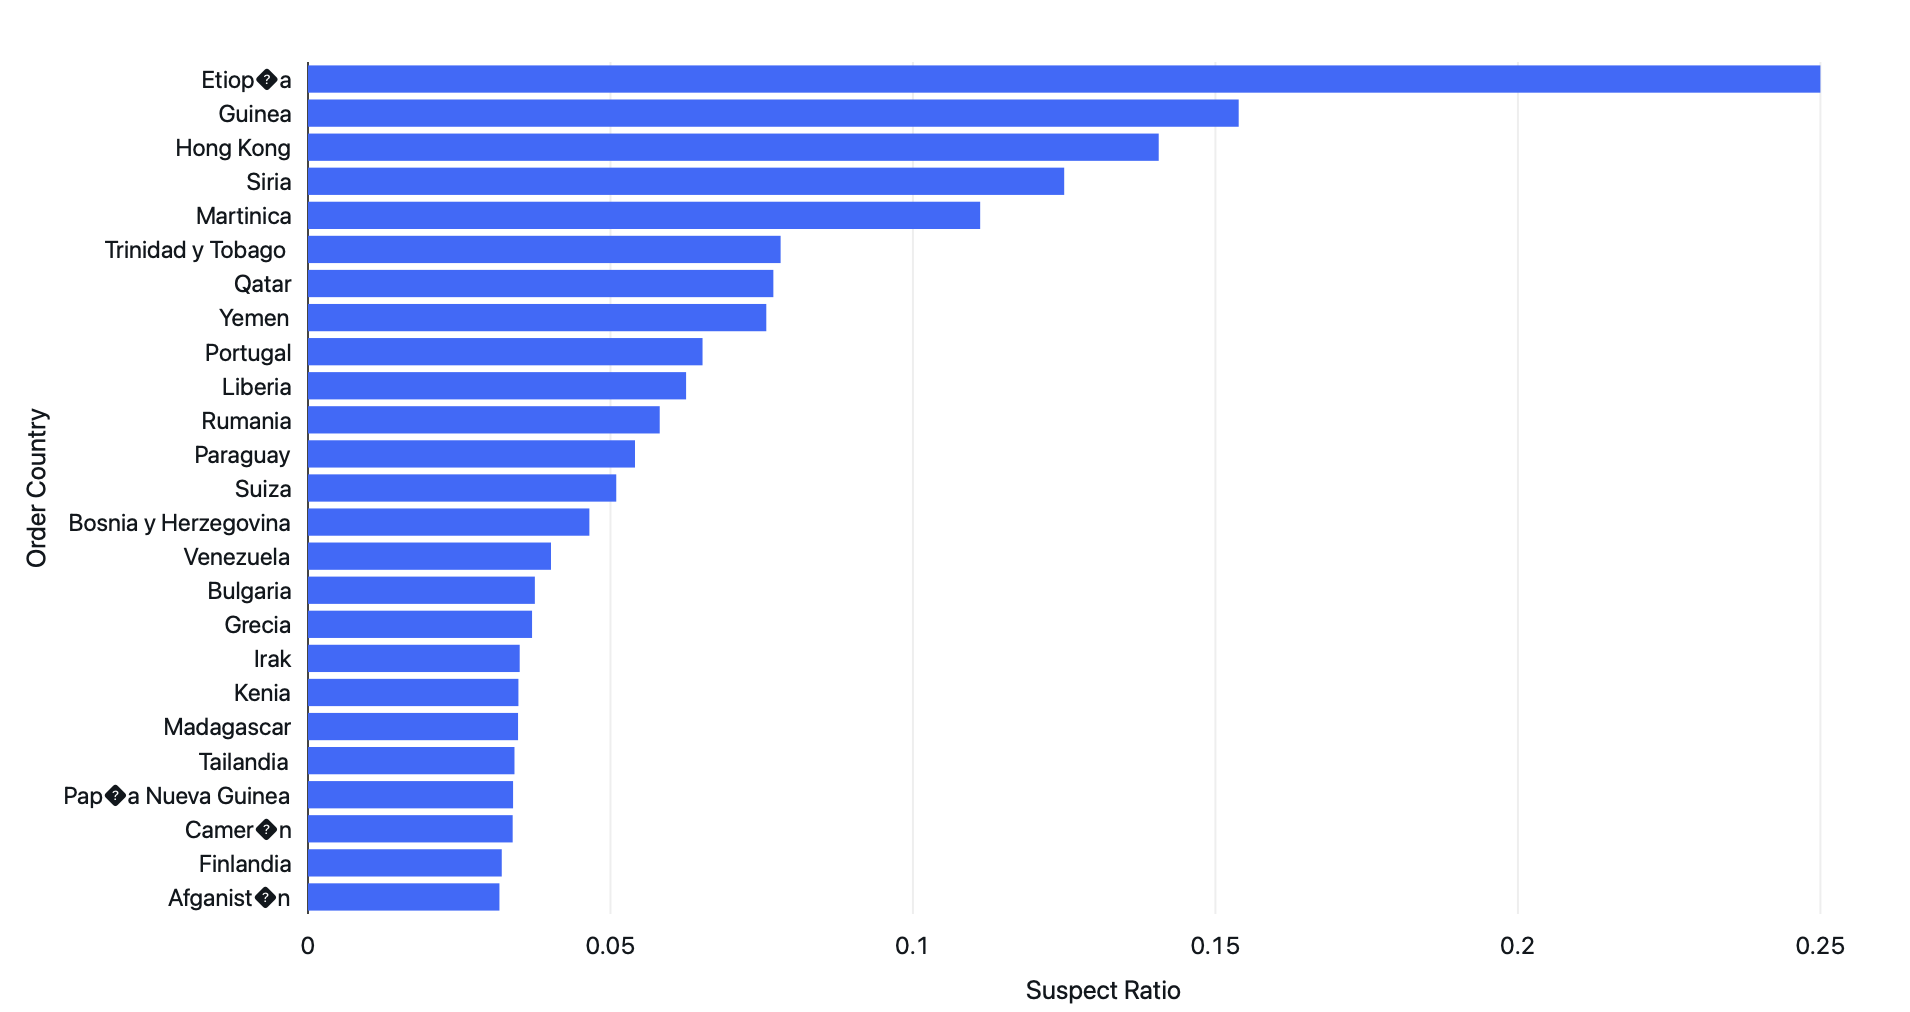 Etiop�a
Guinea
Hong Kong
Siria
Martinica
Trinidad y Tobago
Qatar
Yemen
Portugal
Liberia
Rumania
Paraguay
Suiza
Bosnia y Herzegovina
Venezuela
Bulgaria
Grecia
Irak
Kenia
Madagascar
Tailandia
Pap�a Nueva Guinea
Camer�n
Finlandia
Afganist�n
Order Country
0 0.05 0.1 0.15 0.2 0.25
Suspect Ratio